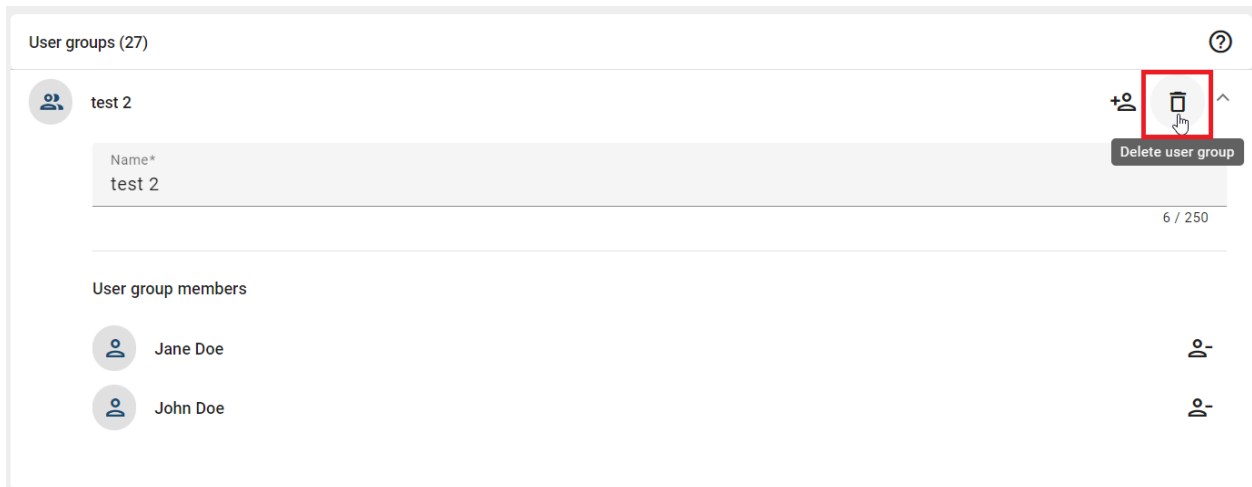 User groups (27)
test 2
Delete user group
Name*
test 2
6 / 250
User group members
Jane Doe
John Doe